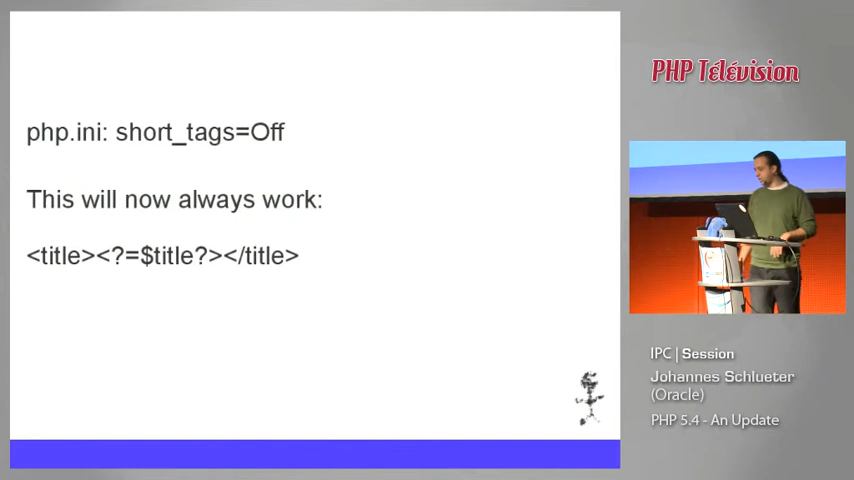 php.ini: short_tags=Off
This will now always work:
<title><?=$title?></title>
PHP Télévision
IPC | Session
Johannes Schlueter
(Oracle)
PHP 5.4 - An Update